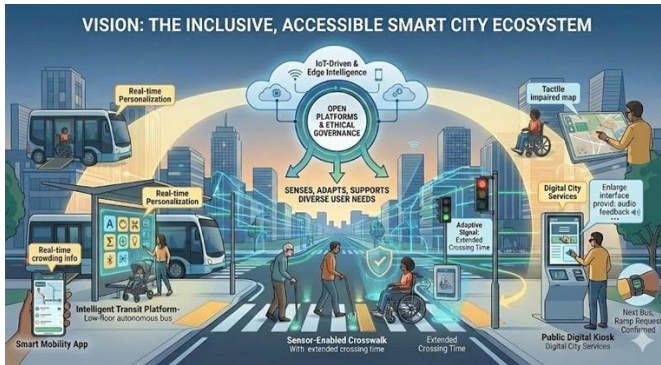 VISION: THE INCLUSIVE, ACCESSIBLE SMART CITY ECOSYSTEM
IoT-Driven &
Edge Intelligence
OPEN
PLATFORMS
& ETHICAL
GOVERNANCE
SENSES, ADAPTS, SUPPORTS
DIVERSE USER NEEDS
Real-time
Personalization
Tactlle
impaired map
Real-time
Personalization
Digital City
Services
Enlarge
interface
provid: audio
feedback
...
Adaptive
Signal:
Extended
Crossing Time
Real-time
crowding info
Smart Mobility App
Intelligent Transit Platform-
Low-floor autonomous bus
Sensor-Enabled Crosswalk
With extended crossing time
Extended
Crossing Time
Public Digital Kiosk
Digital City Services
Next Bus,
Ramp Request
Confirmed